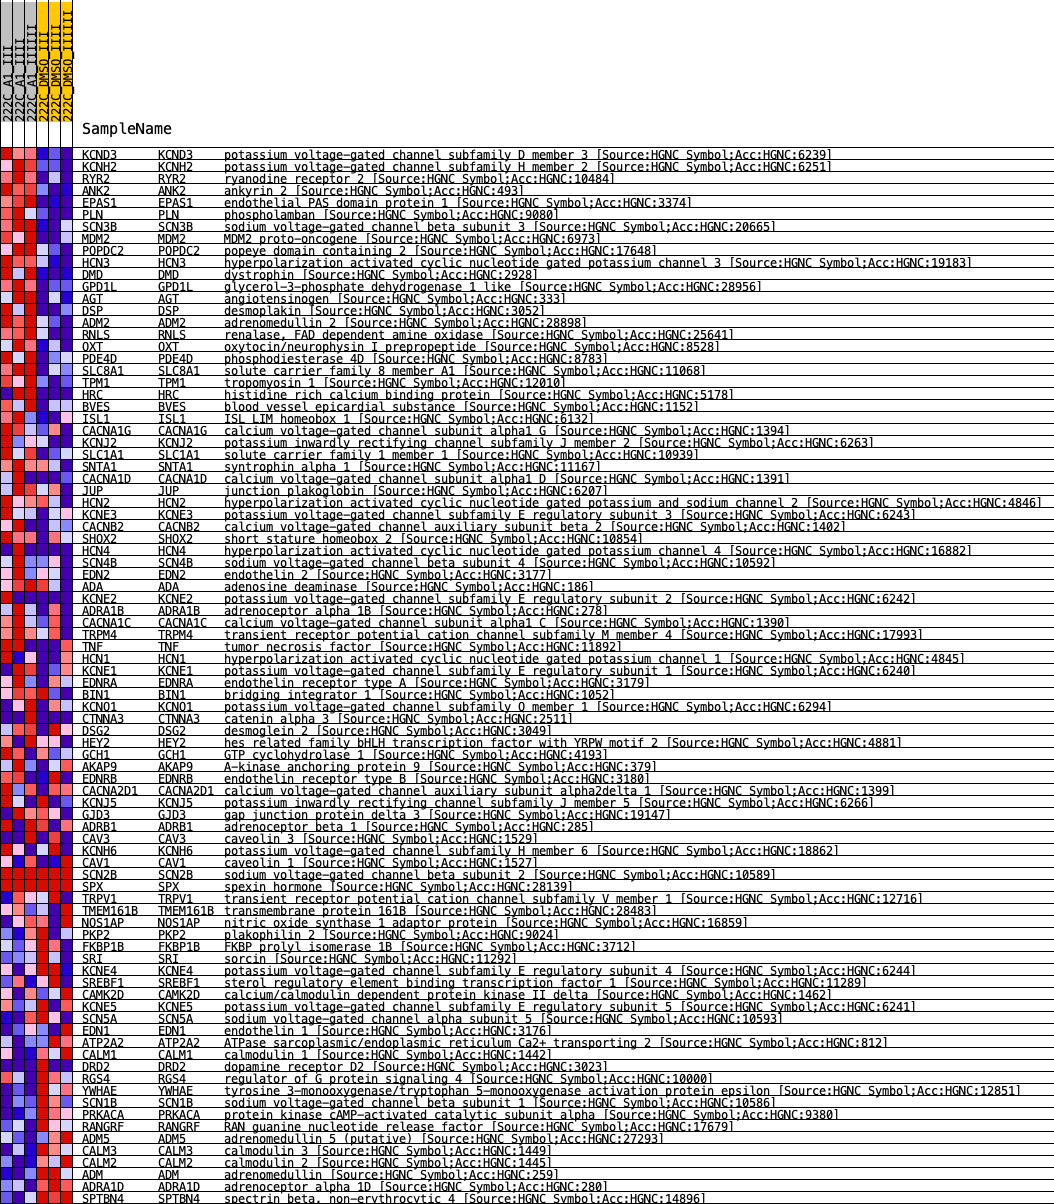 222C_A1_III
222C_A1_IIII
222C_A1_IIIIII
222C_DMSO_III
222C_DMSO_IIII
222C_DMSO_IIIIII
SampleName
KCND3 KCND3 potassium voltage-gated channel subfamily D member 3 [Source:HGNC Symbol;Acc:HGNC:6239]
KCNH2 KCNH2 potassium voltage-gated channel subfamily H member 2 [Source:HGNC Symbol;Acc:HGNC:6251]
RYR2 RYR2 ryanodine receptor 2 [Source:HGNC Symbol;Acc:HGNC:10484]
ANK2 ANK2 ankyrin 2 [Source:HGNC Symbol;Acc:HGNC:493]
EPAS1 EPAS1 endothelial PAS domain protein 1 [Source:HGNC Symbol;Acc:HGNC:3374]
PLN PLN phospholamban [Source:HGNC Symbol;Acc:HGNC:9080]
SCN3B SCN3B sodium voltage-gated channel beta subunit 3 [Source:HGNC Symbol;Acc:HGNC:20665]
MDM2 MDM2 MDM2 proto-oncogene [Source:HGNC Symbol;Acc:HGNC:6973]
POPDC2 POPDC2 popeye domain containing 2 [Source:HGNC Symbol;Acc:HGNC:17648]
HCN3 HCN3 hyperpolarization activated cyclic nucleotide gated potassium channel 3 [Source:HGNC Symbol;Acc:HGNC:19183]
DMD DMD dystrophin [Source:HGNC Symbol;Acc:HGNC:2928]
GPD1L GPD1L glycerol-3-phosphate dehydrogenase 1 like [Source:HGNC Symbol;Acc:HGNC:28956]
AGT AGT angiotensinogen [Source:HGNC Symbol;Acc:HGNC:333]
DSP DSP desmoplakin [Source:HGNC Symbol;Acc:HGNC:3052]
ADM2 ADM2 adrenomedullin 2 [Source:HGNC Symbol;Acc:HGNC:28898]
RNLS RNLS renalase, FAD dependent amine oxidase [Source:HGNC Symbol;Acc:HGNC:25641]
OXT OXT oxytocin/neurophysin I prepropeptide [Source:HGNC Symbol;Acc:HGNC:8528]
PDE4D PDE4D phosphodiesterase 4D [Source:HGNC Symbol;Acc:HGNC:8783]
SLC8A1 SLC8A1 solute carrier family 8 member A1 [Source:HGNC Symbol;Acc:HGNC:11068]
TPM1 TPM1 tropomyosin 1 [Source:HGNC Symbol;Acc:HGNC:12010]
HRC HRC histidine rich calcium binding protein [Source:HGNC Symbol;Acc:HGNC:5178]
BVES BVES blood vessel epicardial substance [Source:HGNC Symbol;Acc:HGNC:1152]
ISL1 ISL1 ISL LIM homeobox 1 [Source:HGNC Symbol;Acc:HGNC:6132]
CACNA1G CACNA1G calcium voltage-gated channel subunit alpha1 G [Source:HGNC Symbol;Acc:HGNC:1394]
KCNJ2 KCNJ2 potassium inwardly rectifying channel subfamily J member 2 [Source:HGNC Symbol;Acc:HGNC:6263]
SLC1A1 SLC1A1 solute carrier family 1 member 1 [Source:HGNC Symbol;Acc:HGNC:10939]
SNTA1 SNTA1 syntrophin alpha 1 [Source:HGNC Symbol;Acc:HGNC:11167]
CACNA1D CACNA1D calcium voltage-gated channel subunit alpha1 D [Source:HGNC Symbol;Acc:HGNC:1391]
JUP JUP junction plakoglobin [Source:HGNC Symbol;Acc:HGNC:6207]
HCN2 HCN2 hyperpolarization activated cyclic nucleotide gated potassium and sodium channel 2 [Source:HGNC Symbol;Acc:HGNC:4846]
KCNE3 KCNE3 potassium voltage-gated channel subfamily E regulatory subunit 3 [Source:HGNC Symbol;Acc:HGNC:6243]
CACNB2 CACNB2 calcium voltage-gated channel auxiliary subunit beta 2 [Source:HGNC Symbol;Acc:HGNC:1402]
SHOX2 SHOX2 short stature homeobox 2 [Source:HGNC Symbol;Acc:HGNC:10854]
HCN4 HCN4 hyperpolarization activated cyclic nucleotide gated potassium channel 4 [Source:HGNC Symbol;Acc:HGNC:16882]
SCN4B SCN4B sodium voltage-gated channel beta subunit 4 [Source:HGNC Symbol;Acc:HGNC:10592]
EDN2 EDN2 endothelin 2 [Source:HGNC Symbol;Acc:HGNC:3177]
ADA ADA adenosine deaminase [Source:HGNC Symbol;Acc:HGNC:186]
KCNE2 KCNE2 potassium voltage-gated channel subfamily E regulatory subunit 2 [Source:HGNC Symbol;Acc:HGNC:6242]
ADRA1B ADRA1B adrenoceptor alpha 1B [Source:HGNC Symbol;Acc:HGNC:278]
CACNA1C CACNA1C calcium voltage-gated channel subunit alpha1 C [Source:HGNC Symbol;Acc:HGNC:1390]
TRPM4 TRPM4 transient receptor potential cation channel subfamily M member 4 [Source:HGNC Symbol;Acc:HGNC:17993]
TNF TNF tumor necrosis factor [Source:HGNC Symbol;Acc:HGNC:11892]
HCN1 HCN1 hyperpolarization activated cyclic nucleotide gated potassium channel 1 [Source:HGNC Symbol;Acc:HGNC:4845]
KCNE1 KCNE1 potassium voltage-gated channel subfamily E regulatory subunit 1 [Source:HGNC Symbol;Acc:HGNC:6240]
EDNRA EDNRA endothelin receptor type A [Source:HGNC Symbol;Acc:HGNC:3179]
BIN1 BIN1 bridging integrator 1 [Source:HGNC Symbol;Acc:HGNC:1052]
KCNQ1 KCNQ1 potassium voltage-gated channel subfamily Q member 1 [Source:HGNC Symbol;Acc:HGNC:6294]
CTNNA3 CTNNA3 catenin alpha 3 [Source:HGNC Symbol;Acc:HGNC:2511]
DSG2 DSG2 desmoglein 2 [Source:HGNC Symbol;Acc:HGNC:3049]
HEY2 HEY2 hes related family bHLH transcription factor with YRPW motif 2 [Source:HGNC Symbol;Acc:HGNC:4881]
GCH1 GCH1 GTP cyclohydrolase 1 [Source:HGNC Symbol;Acc:HGNC:4193]
AKAP9 AKAP9 A-kinase anchoring protein 9 [Source:HGNC Symbol;Acc:HGNC:379]
EDNRB EDNRB endothelin receptor type B [Source:HGNC Symbol;Acc:HGNC:3180]
CACNA2D1 CACNA2D1 calcium voltage-gated channel auxiliary subunit alpha2delta 1 [Source:HGNC Symbol;Acc:HGNC:1399]
KCNJ5 KCNJ5 potassium inwardly rectifying channel subfamily J member 5 [Source:HGNC Symbol;Acc:HGNC:6266]
GJD3 GJD3 gap junction protein delta 3 [Source:HGNC Symbol;Acc:HGNC:19147]
ADRB1 ADRB1 adrenoceptor beta 1 [Source:HGNC Symbol;Acc:HGNC:285]
CAV3 CAV3 caveolin 3 [Source:HGNC Symbol;Acc:HGNC:1529]
KCNH6 KCNH6 potassium voltage-gated channel subfamily H member 6 [Source:HGNC Symbol;Acc:HGNC:18862]
CAV1 CAV1 caveolin 1 [Source:HGNC Symbol;Acc:HGNC:1527]
SCN2B SCN2B sodium voltage-gated channel beta subunit 2 [Source:HGNC Symbol;Acc:HGNC:10589]
SPX SPX spexin hormone [Source:HGNC Symbol;Acc:HGNC:28139]
TRPV1 TRPV1 transient receptor potential cation channel subfamily V member 1 [Source:HGNC Symbol;Acc:HGNC:12716]
TMEM161B TMEM161B transmembrane protein 161B [Source:HGNC Symbol;Acc:HGNC:28483]
NOS1AP NOS1AP nitric oxide synthase 1 adaptor protein [Source:HGNC Symbol;Acc:HGNC:16859]
PKP2 PKP2 plakophilin 2 [Source:HGNC Symbol;Acc:HGNC:9024]
FKBP1B FKBP1B FKBP prolyl isomerase 1B [Source:HGNC Symbol;Acc:HGNC:3712]
SRI SRI sorcin [Source:HGNC Symbol;Acc:HGNC:11292]
KCNE4 KCNE4 potassium voltage-gated channel subfamily E regulatory subunit 4 [Source:HGNC Symbol;Acc:HGNC:6244]
SREBF1 SREBF1 sterol regulatory element binding transcription factor 1 [Source:HGNC Symbol;Acc:HGNC:11289]
CAMK2D CAMK2D calcium/calmodulin dependent protein kinase II delta [Source:HGNC Symbol;Acc:HGNC:1462]
KCNE5 KCNE5 potassium voltage-gated channel subfamily E regulatory subunit 5 [Source:HGNC Symbol;Acc:HGNC:6241]
SCN5A SCN5A sodium voltage-gated channel alpha subunit 5 [Source:HGNC Symbol;Acc:HGNC:10593]
EDN1 EDN1 endothelin 1 [Source:HGNC Symbol;Acc:HGNC:3176]
ATP2A2 ATP2A2 ATPase sarcoplasmic/endoplasmic reticulum Ca2+ transporting 2 [Source:HGNC Symbol;Acc:HGNC:812]
CALM1 CALM1 calmodulin 1 [Source:HGNC Symbol;Acc:HGNC:1442]
DRD2 DRD2 dopamine receptor D2 [Source:HGNC Symbol;Acc:HGNC:3023]
RGS4 RGS4 regulator of G protein signaling 4 [Source:HGNC Symbol;Acc:HGNC:10000]
YWHAE YWHAE tyrosine 3-monooxygenase/tryptophan 5-monooxygenase activation protein epsilon [Source:HGNC Symbol;Acc:HGNC:12851]
SCN1B SCN1B sodium voltage-gated channel beta subunit 1 [Source:HGNC Symbol;Acc:HGNC:10586]
PRKACA PRKACA protein kinase cAMP-activated catalytic subunit alpha [Source:HGNC Symbol;Acc:HGNC:9380]
RANGRF RANGRF RAN guanine nucleotide release factor [Source:HGNC Symbol;Acc:HGNC:17679]
ADM5 ADM5 adrenomedullin 5 (putative) [Source:HGNC Symbol;Acc:HGNC:27293]
CALM3 CALM3 calmodulin 3 [Source:HGNC Symbol;Acc:HGNC:1449]
CALM2 CALM2 calmodulin 2 [Source:HGNC Symbol;Acc:HGNC:1445]
ADM ADM adrenomedullin [Source:HGNC Symbol;Acc:HGNC:259]
ADRA1D ADRA1D adrenoceptor alpha 1D [Source:HGNC Symbol;Acc:HGNC:280]
SPTBN4 SPTBN4 spectrin beta, non-erythrocytic 4 [Source:HGNC Symbol;Acc:HGNC:14896]